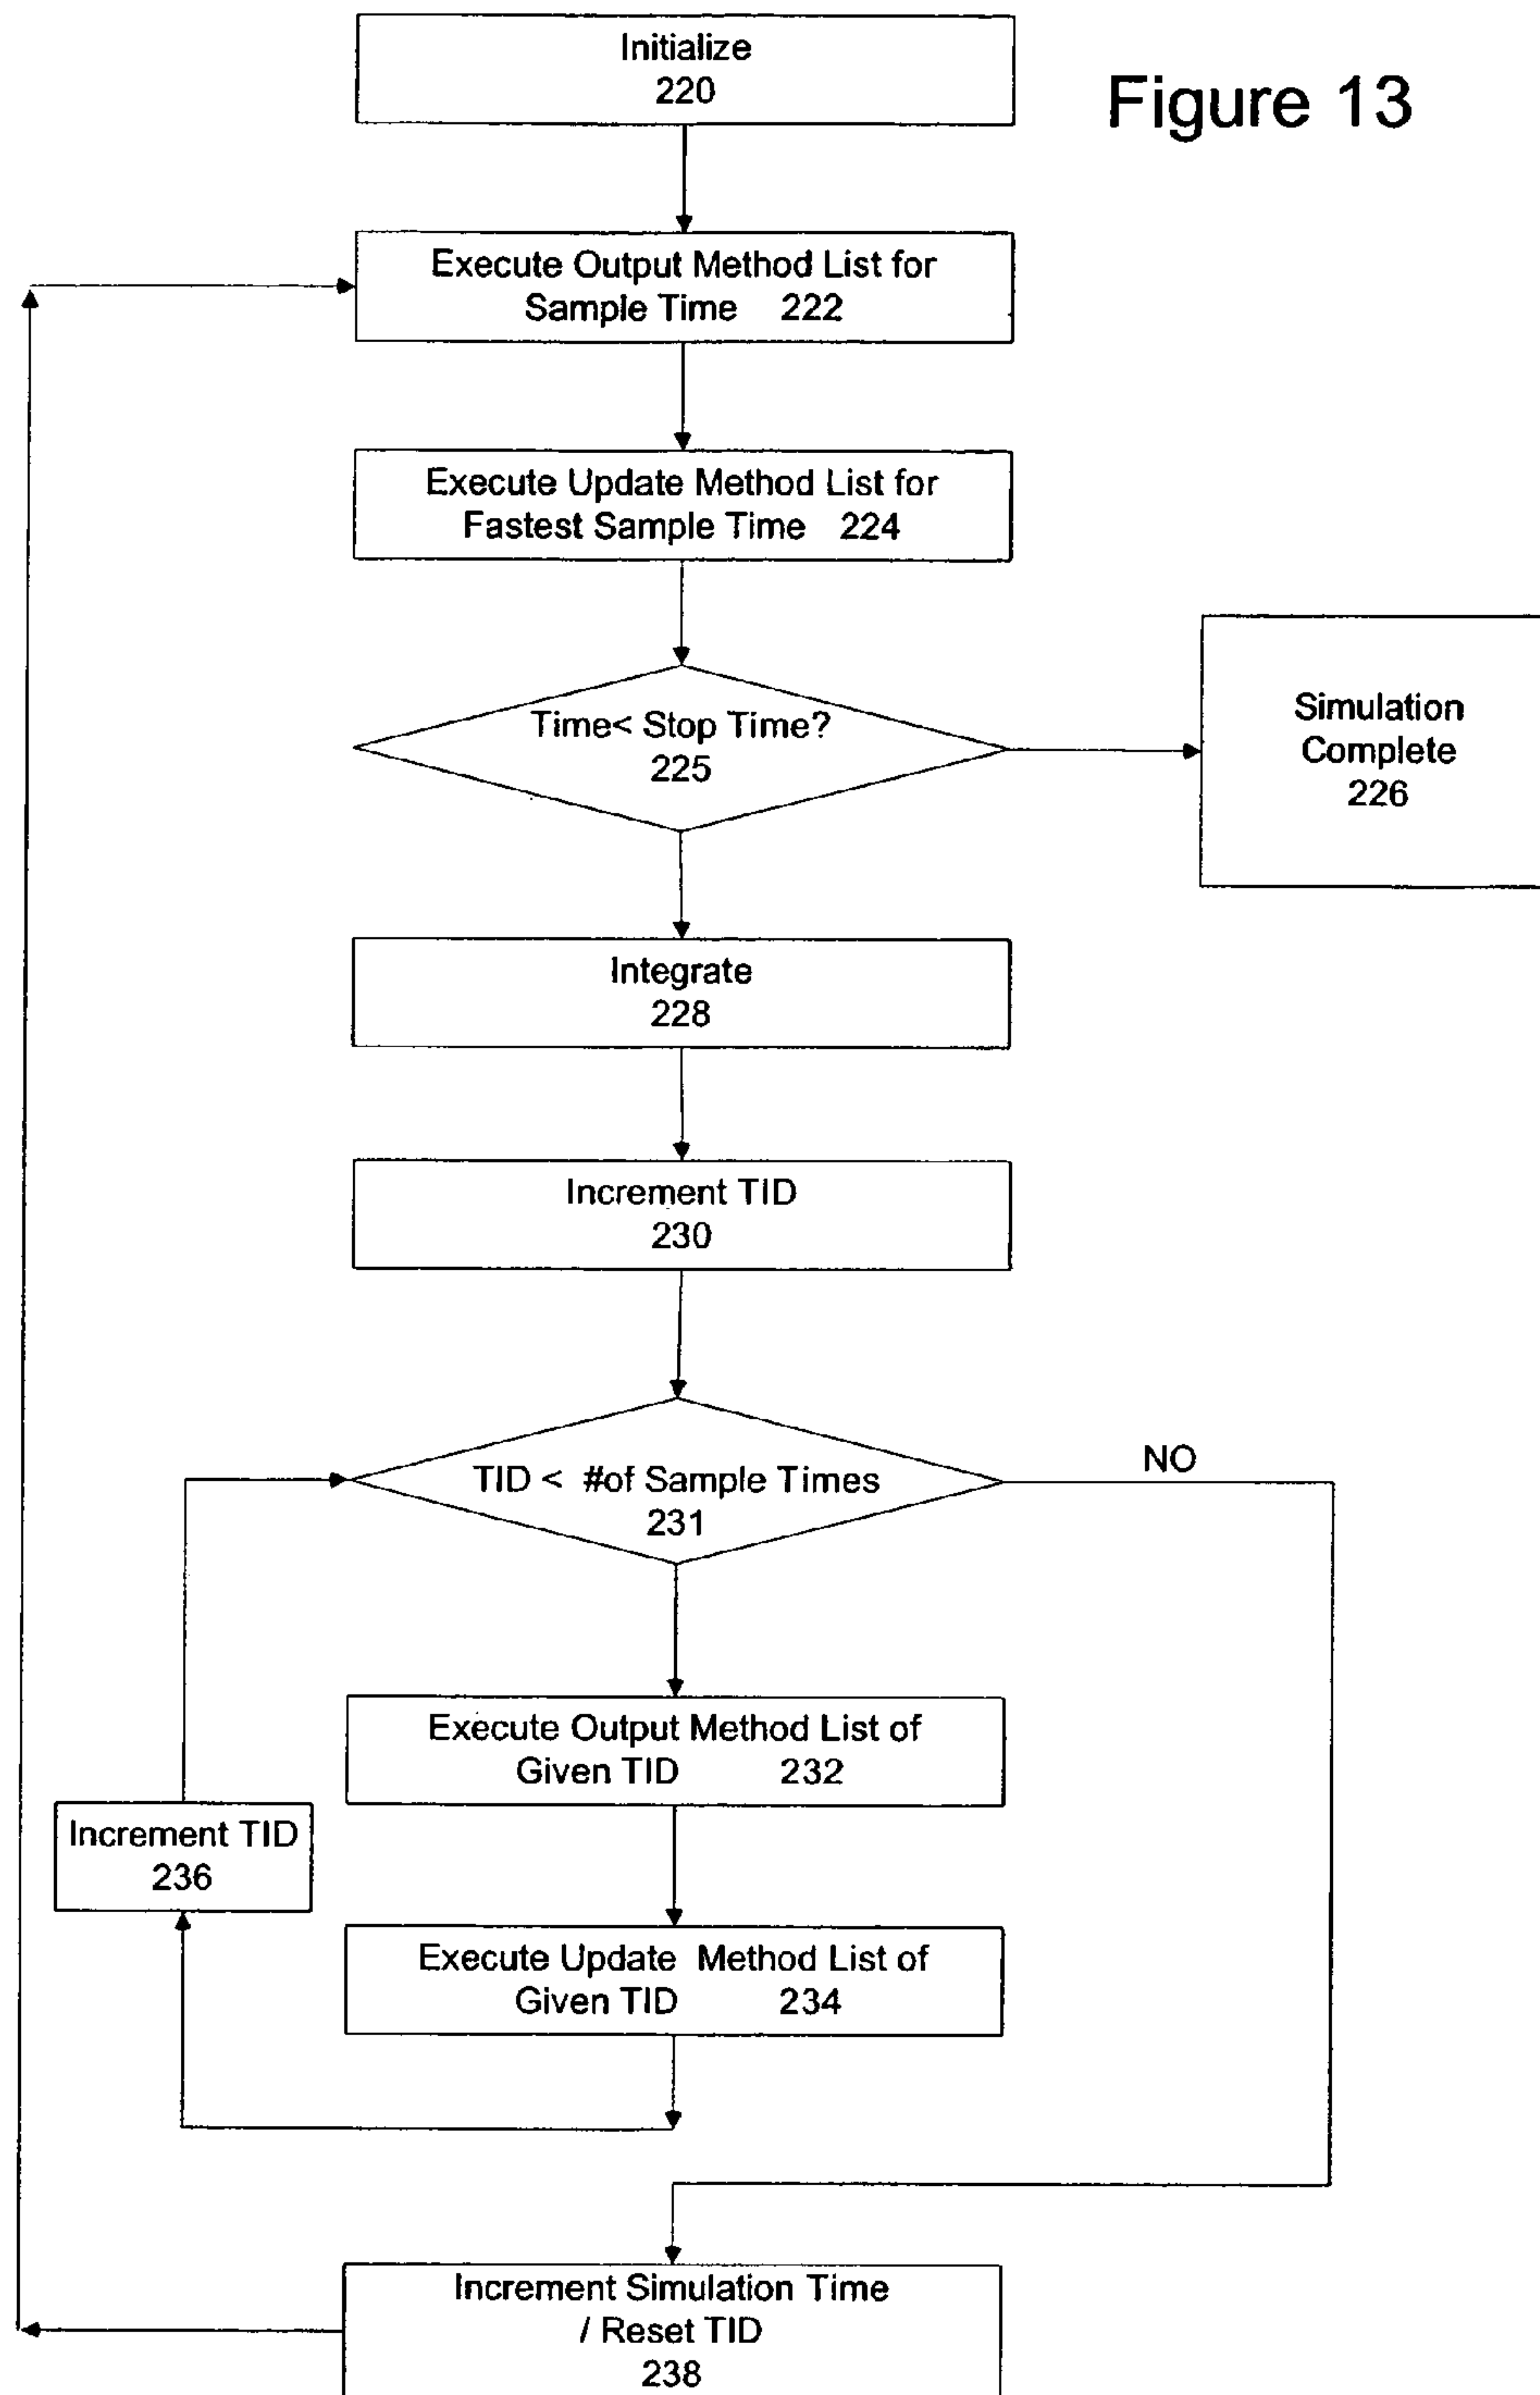 Figure 13
Initialize
220
Execute Output Method List for
Sample Time 222
Execute Update Method List for
Fastest Sample Time 224
Time< Stop Time?
225
Simulation
Complete
226
Integrate
228
Increment TID
230
TID < #of Sample Times
231
NO
Execute Output Method List of
Given TID 232
Increment TID
236
Execute Update Method List of
Given TID 234
Increment Simulation Time
/ Reset TID
238